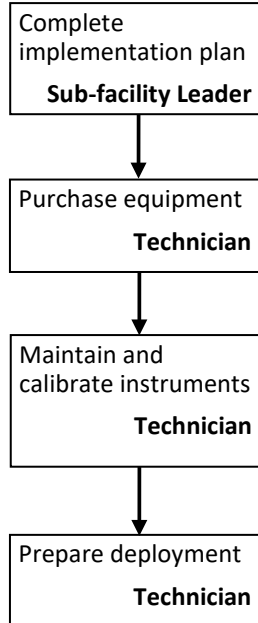 Complete
implementation plan
Sub-facility Leader
Purchase equipment
Technician
Maintain and
calibrate instruments
Technician
Prepare deployment
Technician